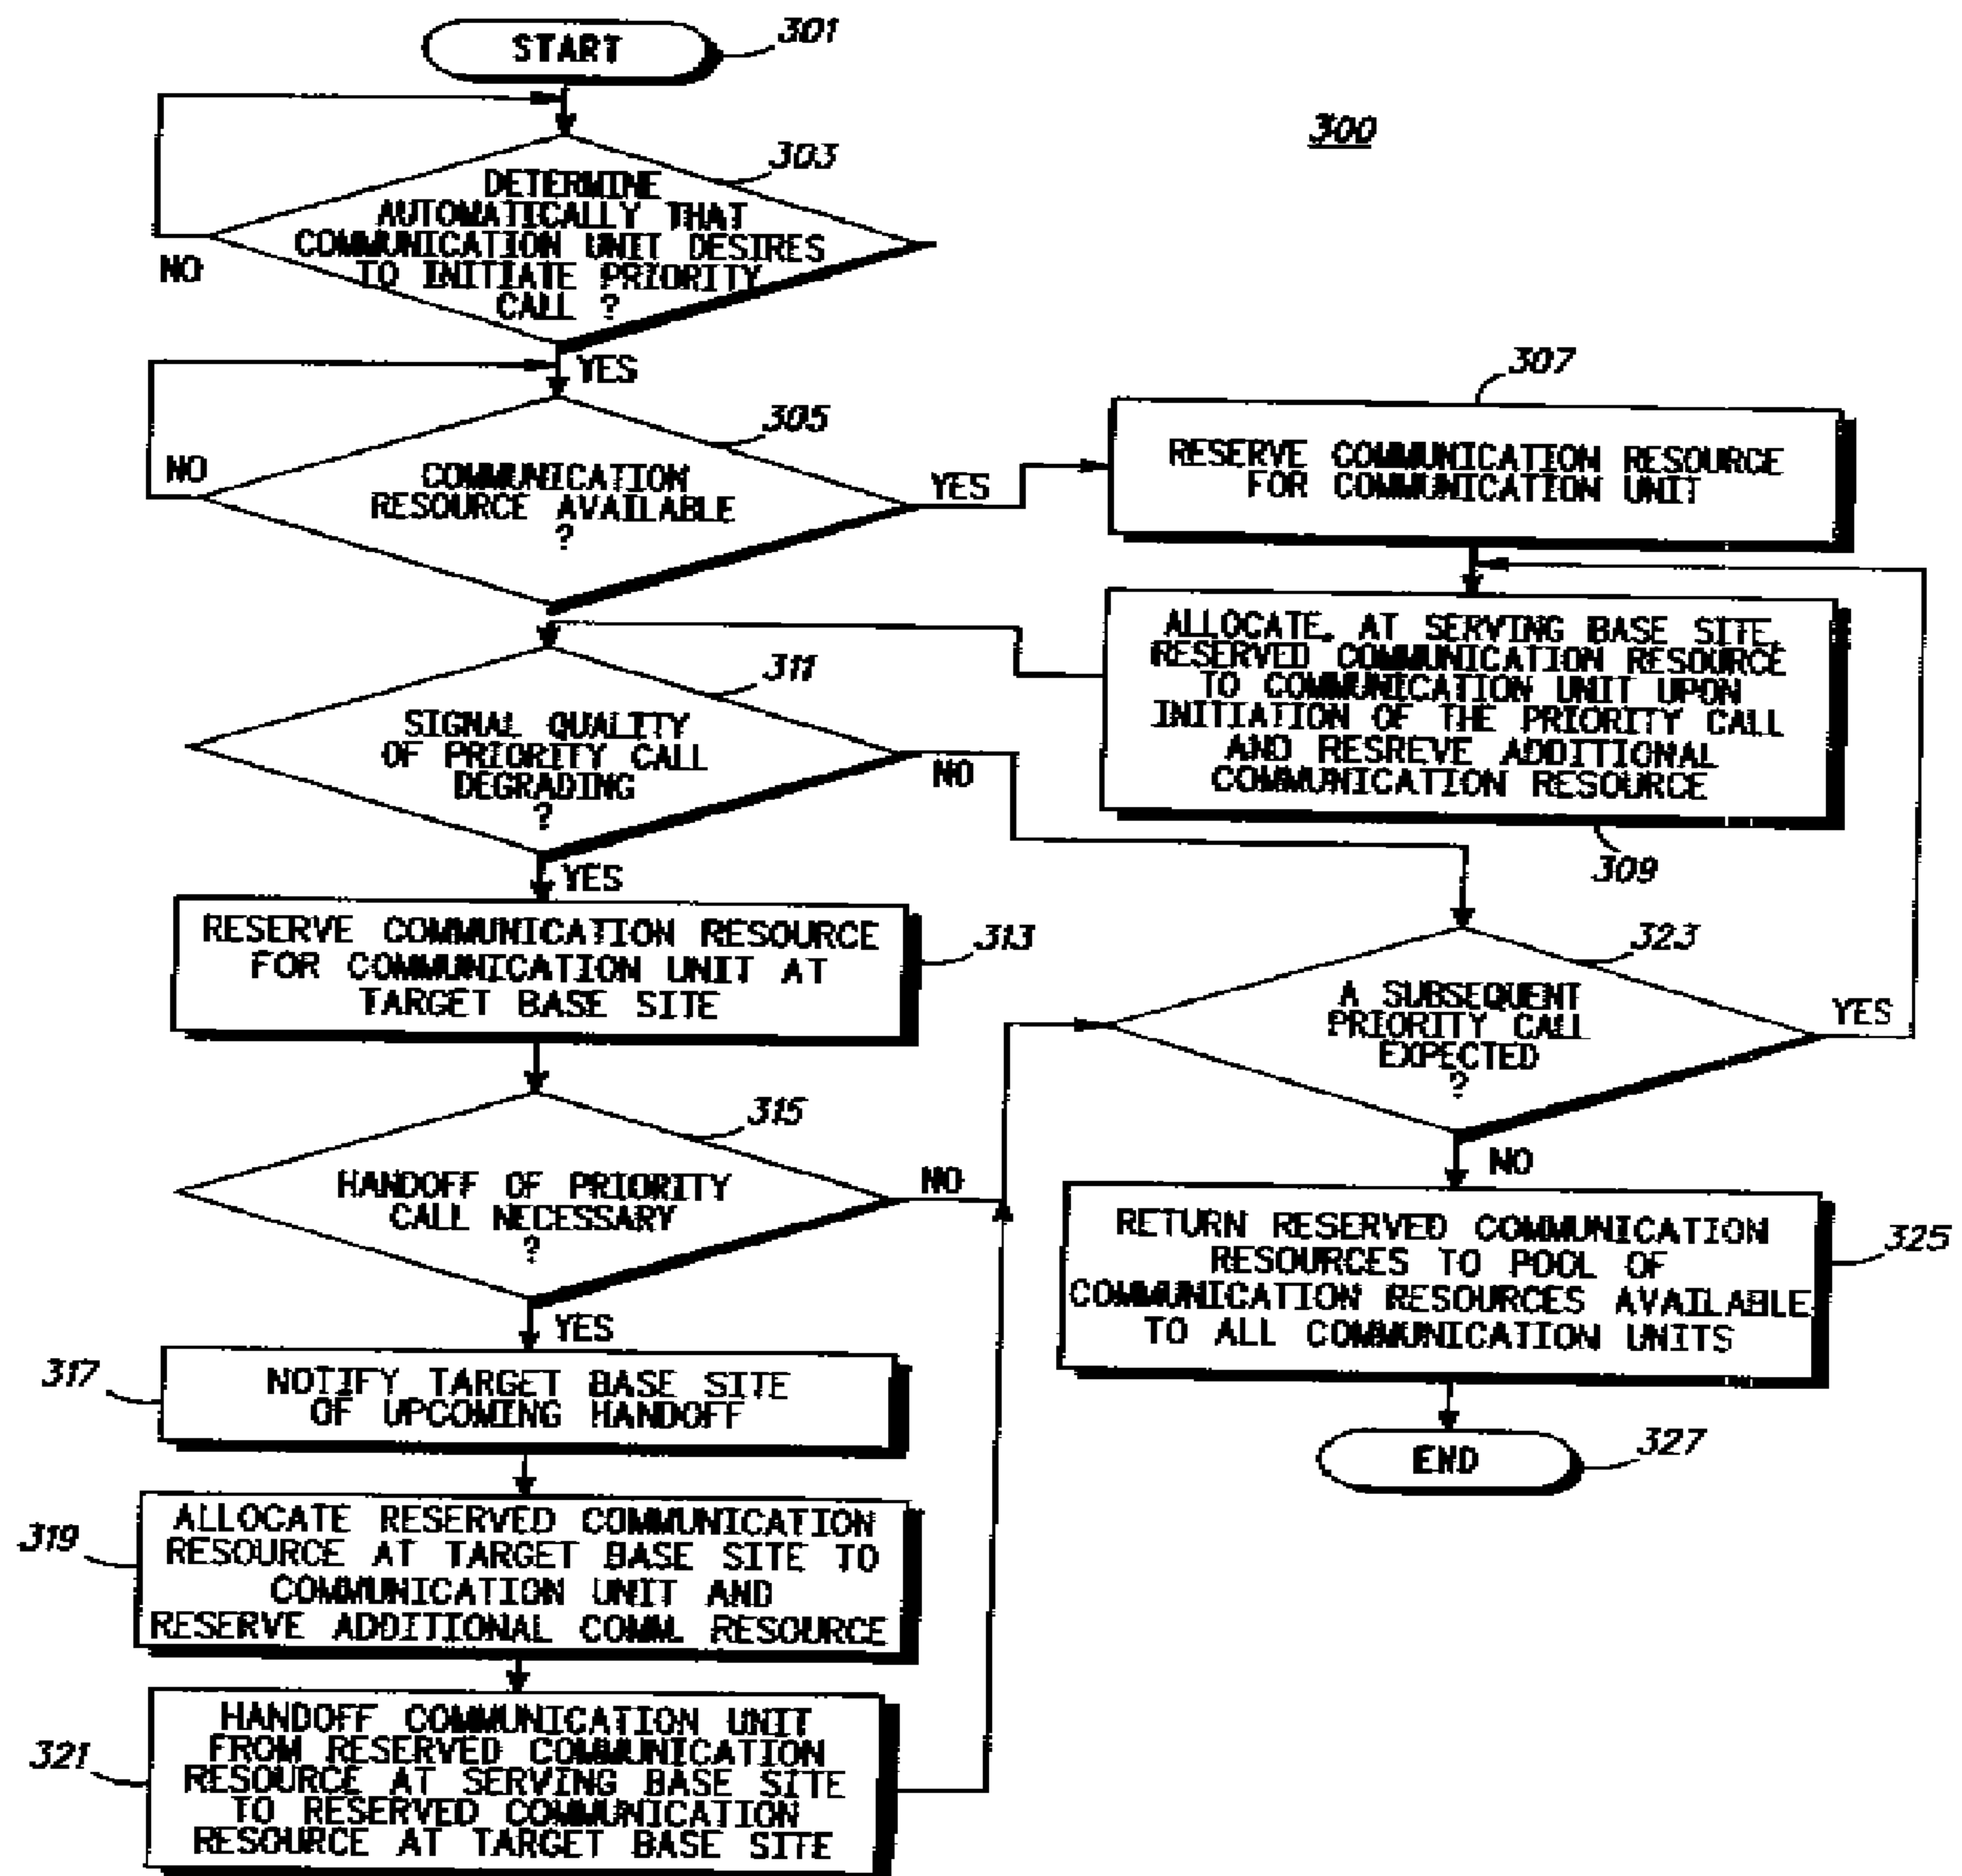 START
301
300
303
DETERMINE
AUTOMATICALLY THAT
COMMUNICATION UNIT DESIRES
TO INITIATE PRIORITY
CALL ?
NO
YES
305
COMMUNICATION
RESOURCE AVAILABLE
?
NO
YES
307
RESERVE COMMUNICATION RESOURCE
FOR COMMUNICATION UNIT
ALLOCATE, AT SERVING BASE SITE,
RESERVED COMMUNICATION RESOURCE
TO COMMUNICATION UNIT UPON
INITIATION OF THE PRIORITY CALL
AND RESREVE ADDITIONAL
COMMUNICATION RESOURCE
309
311
SIGNAL QUALITY
OF PRIORITY CALL
DEGRADING
?
NO
YES
RESERVE COMMUNICATION RESOURCE
FOR COMMUNICATION UNIT AT
TARGET BASE SITE
313
323
A SUBSEQUENT
PRIORITY CALL
EXPECTED
?
YES
NO
315
HANDOFF OF PRIORITY
CALL NECESSARY
?
NO
YES
RETURN RESERVED COMMUNICATION
RESOURCES TO POOL OF
COMMUNICATION RESOURCES AVAILABLE
TO ALL COMMUNICATION UNITS
325
317
NOTIFY TARGET BASE SITE
OF UPCOMING HANDOFF
END
327
319
ALLOCATE RESERVED COMMUNICATION
RESOURCE AT TARGET BASE SITE TO
COMMUNICATION UNIT AND
RESERVE ADDITIONAL COMM. RESOURCE
321
HANDOFF COMMUNICATION UNIT
FROM RESERVED COMMUNICATION
RESOURCE AT SERVING BASE SITE
TO RESERVED COMMUNICATION
RESOURCE AT TARGET BASE SITE